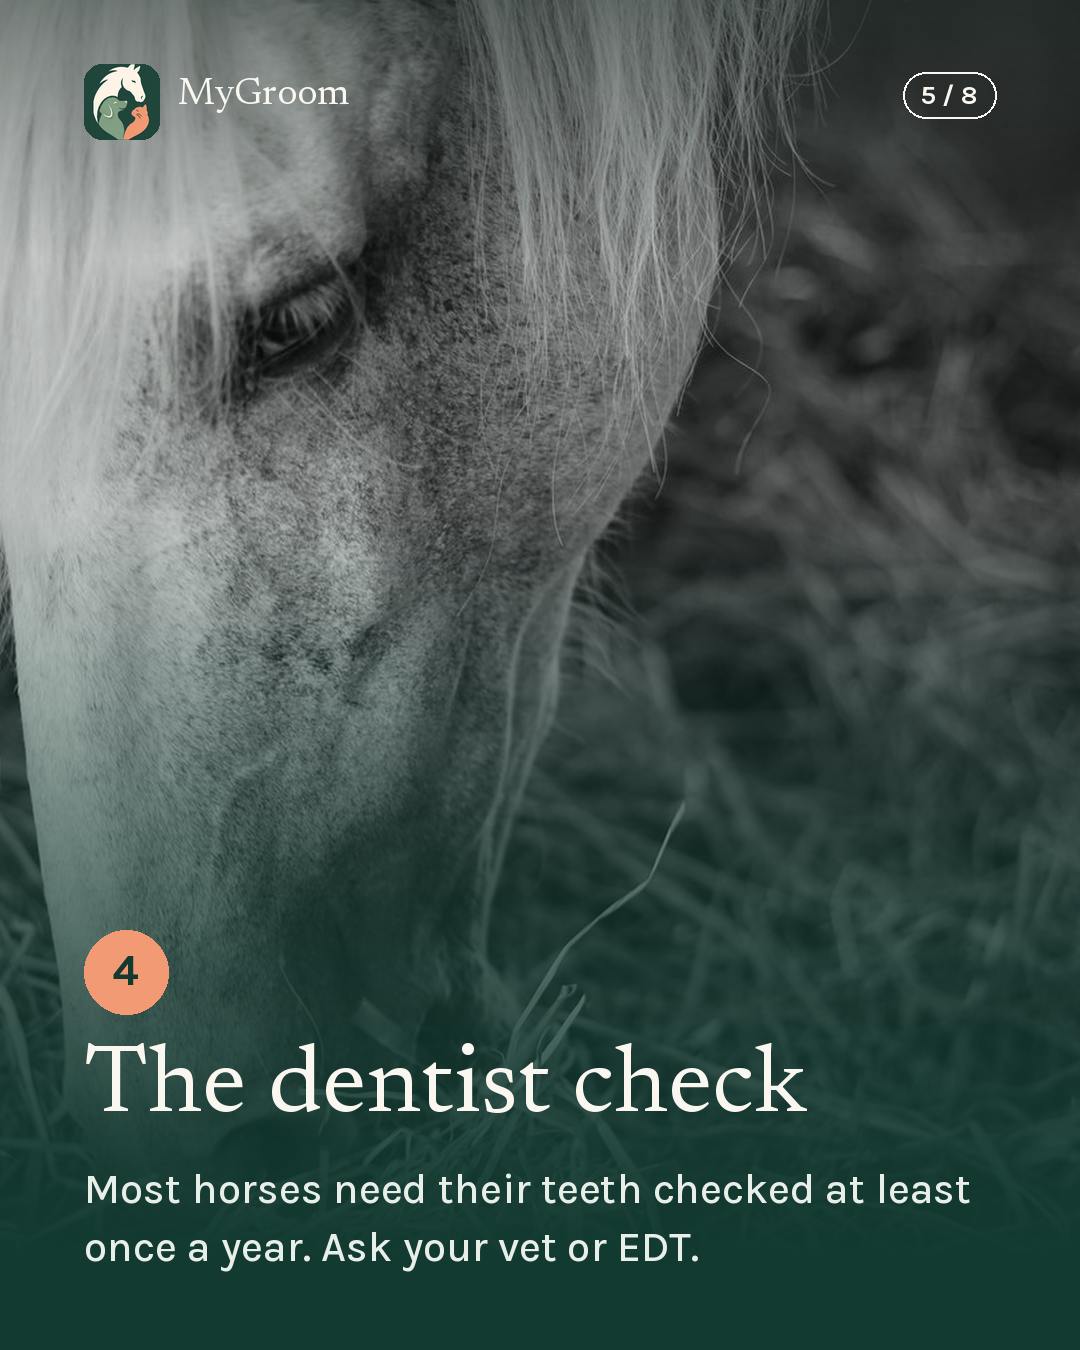 MyGroom
5 / 8
4
The dentist check
Most horses need their teeth checked at least
once a year. Ask your vet or EDT.